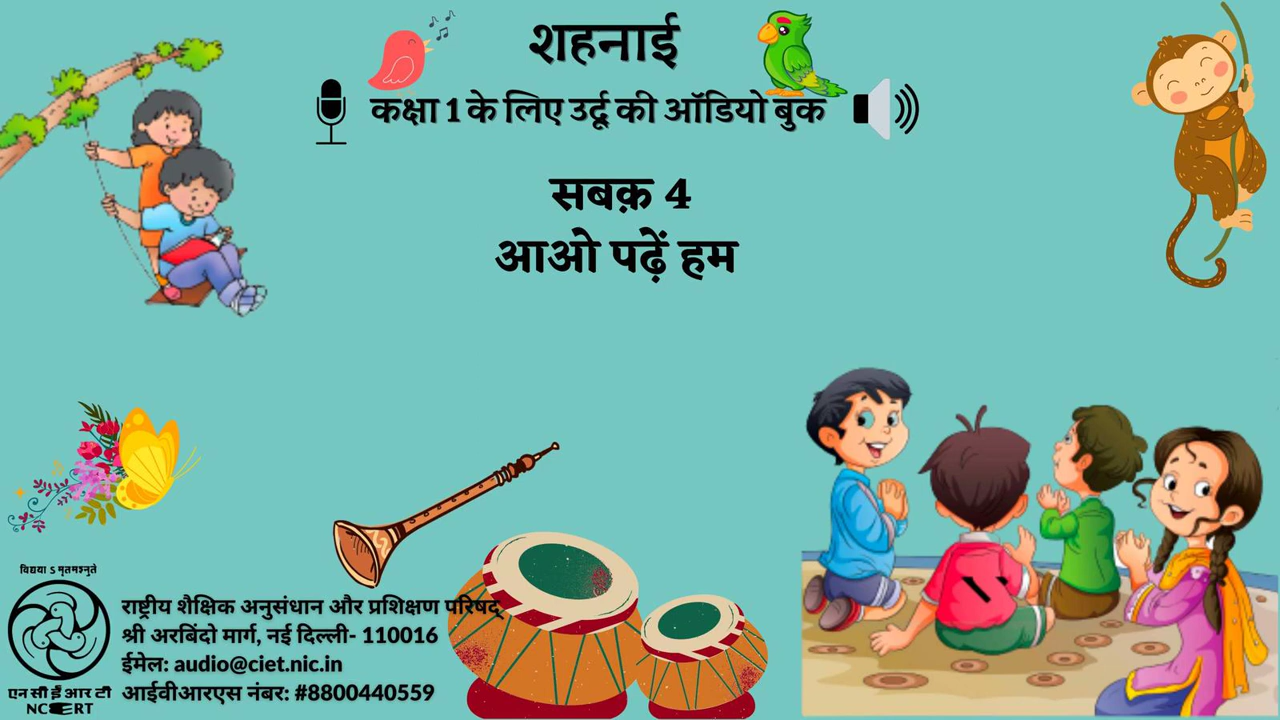 शहनाई
कक्षा 1 के लिए उर्दू की ऑडियो बुक
सबक़ 4
आओ पढ़ें हम
विद्यया ऽ मृतमश्नुते
एन सी ई आर टी
NCERT
राष्ट्रीय शैक्षिक अनुसंधान और प्रशिक्षण परिषद्
श्री अरबिंदो मार्ग, नई दिल्ली- 110016
ईमेल: audio@ciet.nic.in
आईवीआरएस नंबर: #8800440559